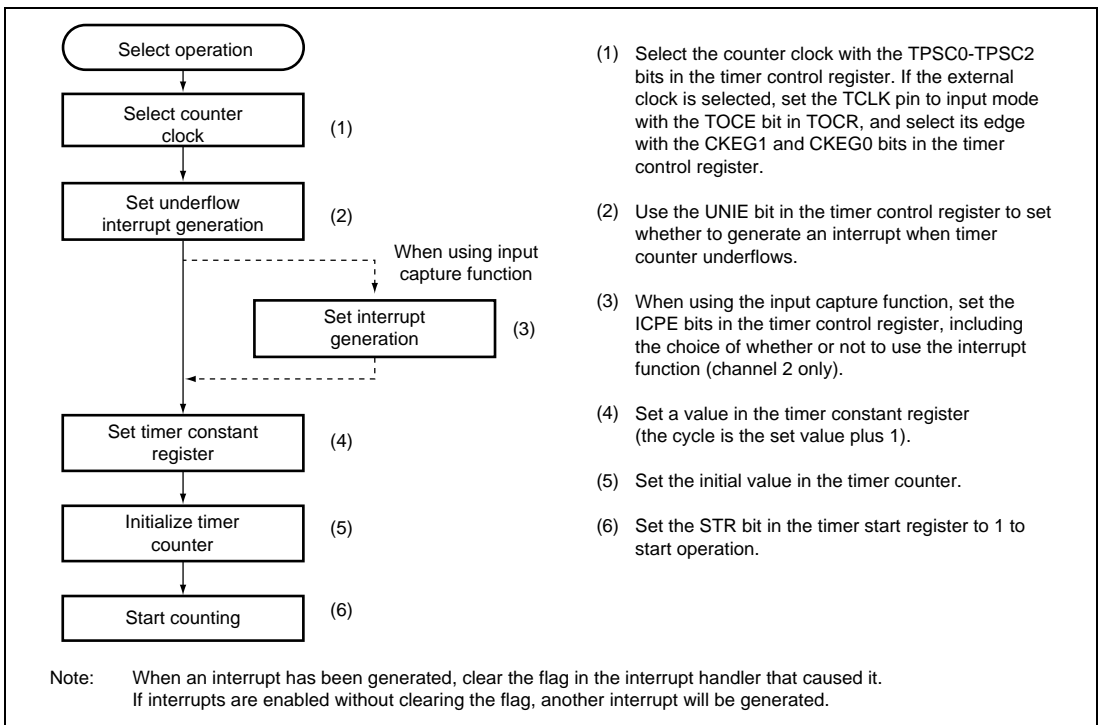 Select operation
Select counter
clock
(1)
Set underflow
interrupt generation
(2)
When using input
capture function
Set interrupt
generation
(3)
Set timer constant
register
(4)
Initialize timer
counter
(5)
Start counting
(6)
(1) Select the counter clock with the TPSC0-TPSC2
bits in the timer control register. If the external
clock is selected, set the TCLK pin to input mode
with the TOCE bit in TOCR, and select its edge
with the CKEG1 and CKEG0 bits in the timer
control register.
(2) Use the UNIE bit in the timer control register to set
whether to generate an interrupt when timer
counter underflows.
(3) When using the input capture function, set the
ICPE bits in the timer control register, including
the choice of whether or not to use the interrupt
function (channel 2 only).
(4) Set a value in the timer constant register
(the cycle is the set value plus 1).
(5) Set the initial value in the timer counter.
(6) Set the STR bit in the timer start register to 1 to
start operation.
Note: When an interrupt has been generated, clear the flag in the interrupt handler that caused it.
If interrupts are enabled without clearing the flag, another interrupt will be generated.